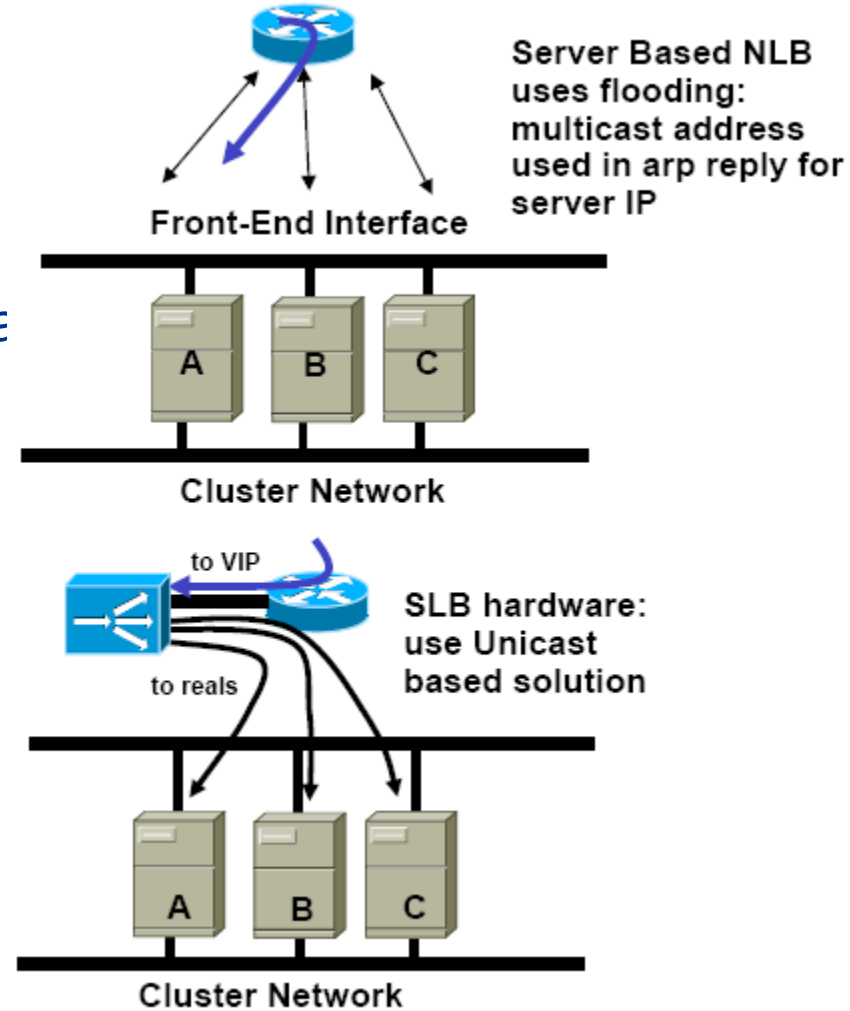 Server Based NLB
uses flooding:
multicast address
used in arp reply for
server IP
Front-End Interface
a
A
B
C
Cluster Network
to VIP
SLB hardware:
use Unicast
based solution
to reals
A
B
C
Cluster Network